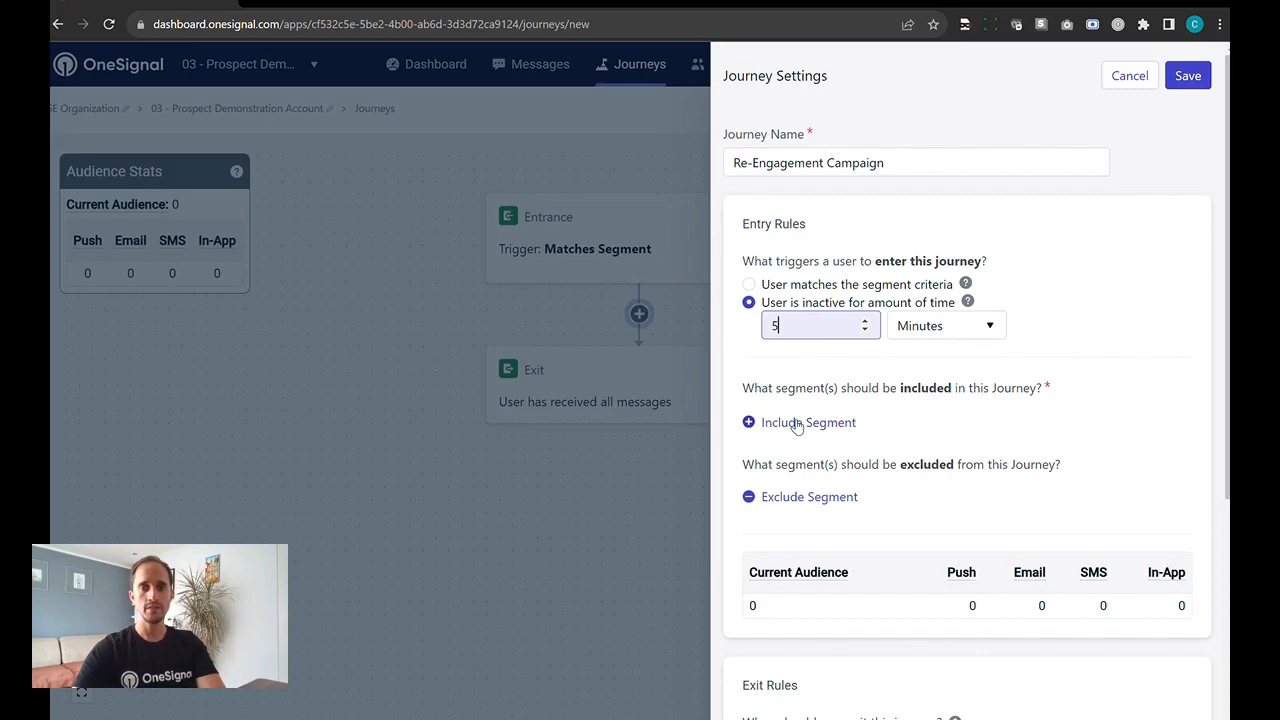 dashboard.onesignal.com/apps/cf532c5e-5be2-4b00-ab6d-3d3d72ca9124/journeys/new
C
OneSignal
03 - Prospect Dem...
Dashboard
Messages
Journeys
Organization
03 - Prospect Demonstration Account
Journeys
Audience Stats
?
Current Audience: 0
Push Email SMS In-App
0 0 0 0
Entrance
Trigger: Matches Segment
Exit
User has received all messages
Journey Settings
Cancel
Save
Journey Name *
Re-Engagement Campaign
Entry Rules
What triggers a user to enter this journey?
User matches the segment criteria ?
User is inactive for amount of time ?
5
Minutes
What segment(s) should be included in this Journey? *
Include Segment
What segment(s) should be excluded from this Journey?
Exclude Segment
Current Audience Push Email SMS In-App
0 0 0 0 0
Exit Rules
OneSignal